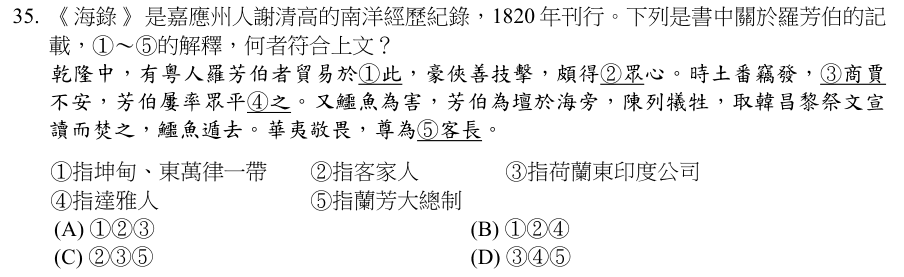 35. 《海錄》是嘉應州人謝清高的南洋經歷紀錄，1820 年刊行。下列是書中關於羅芳伯的記
載，①～⑤的解釋，何者符合上文？
乾隆中，有粵人羅芳伯者貿易於①此，豪俠善技擊，頗得②眾心。時土番竊發，③商賈
不安，芳伯屢率眾平④之。又鱷魚為害，芳伯為壇於海旁，陳列犧牲，取韓昌黎祭文宣
讀而焚之，鱷魚遁去。華夷敬畏，尊為⑤客長。
①指坤甸、東萬律一帶 ②指客家人 ③指荷蘭東印度公司
④指達雅人 ⑤指蘭芳大總制
(A) ①②③ (B) ①②④
(C) ②③⑤ (D) ③④⑤